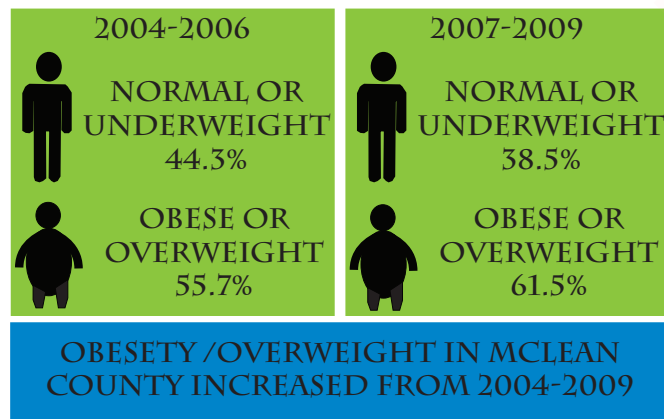 2004-2006
NORMAL OR
UNDERWEIGHT
44.3%
OBESE OR
OVERWEIGHT
55.7%
2007-2009
NORMAL OR
UNDERWEIGHT
38.5%
OBESE OR
OVERWEIGHT
61.5%
OBESETY /OVERWEIGHT IN MCLEAN
COUNTY INCREASED FROM 2004-2009